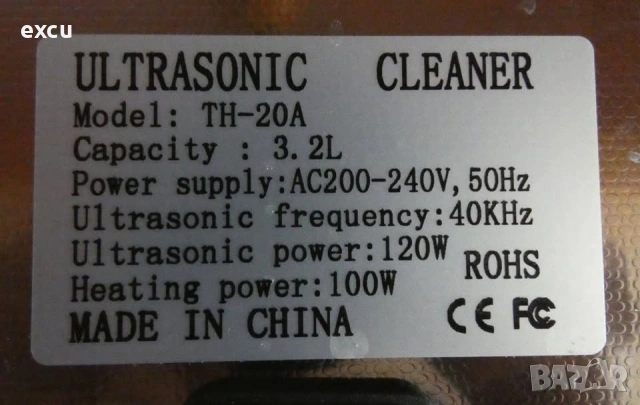 excu
ULTRASONIC CLEANER
Model: TH-20A
Capacity : 3.2L
Power supply:AC200-240V,50Hz
Ultrasonic frequency:40KHz
Ultrasonic power:120W
Heating power:100W
ROHS
MADE IN CHINA
CE FC
BAZAR